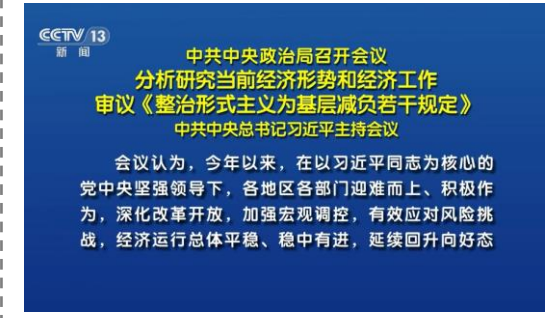 CCTV 13
新闻
中共中央政治局召开会议
分析研究当前经济形势和经济工作
审议《整治形式主义为基层减负若干规定》
中共中央总书记习近平主持会议
会议认为，今年以来，在以习近平同志为核心的
党中央坚强领导下，各地区各部门迎难而上、积极作
为，深化改革开放，加强宏观调控，有效应对风险挑
战，经济运行总体平稳、稳中有进，延续回升向好态